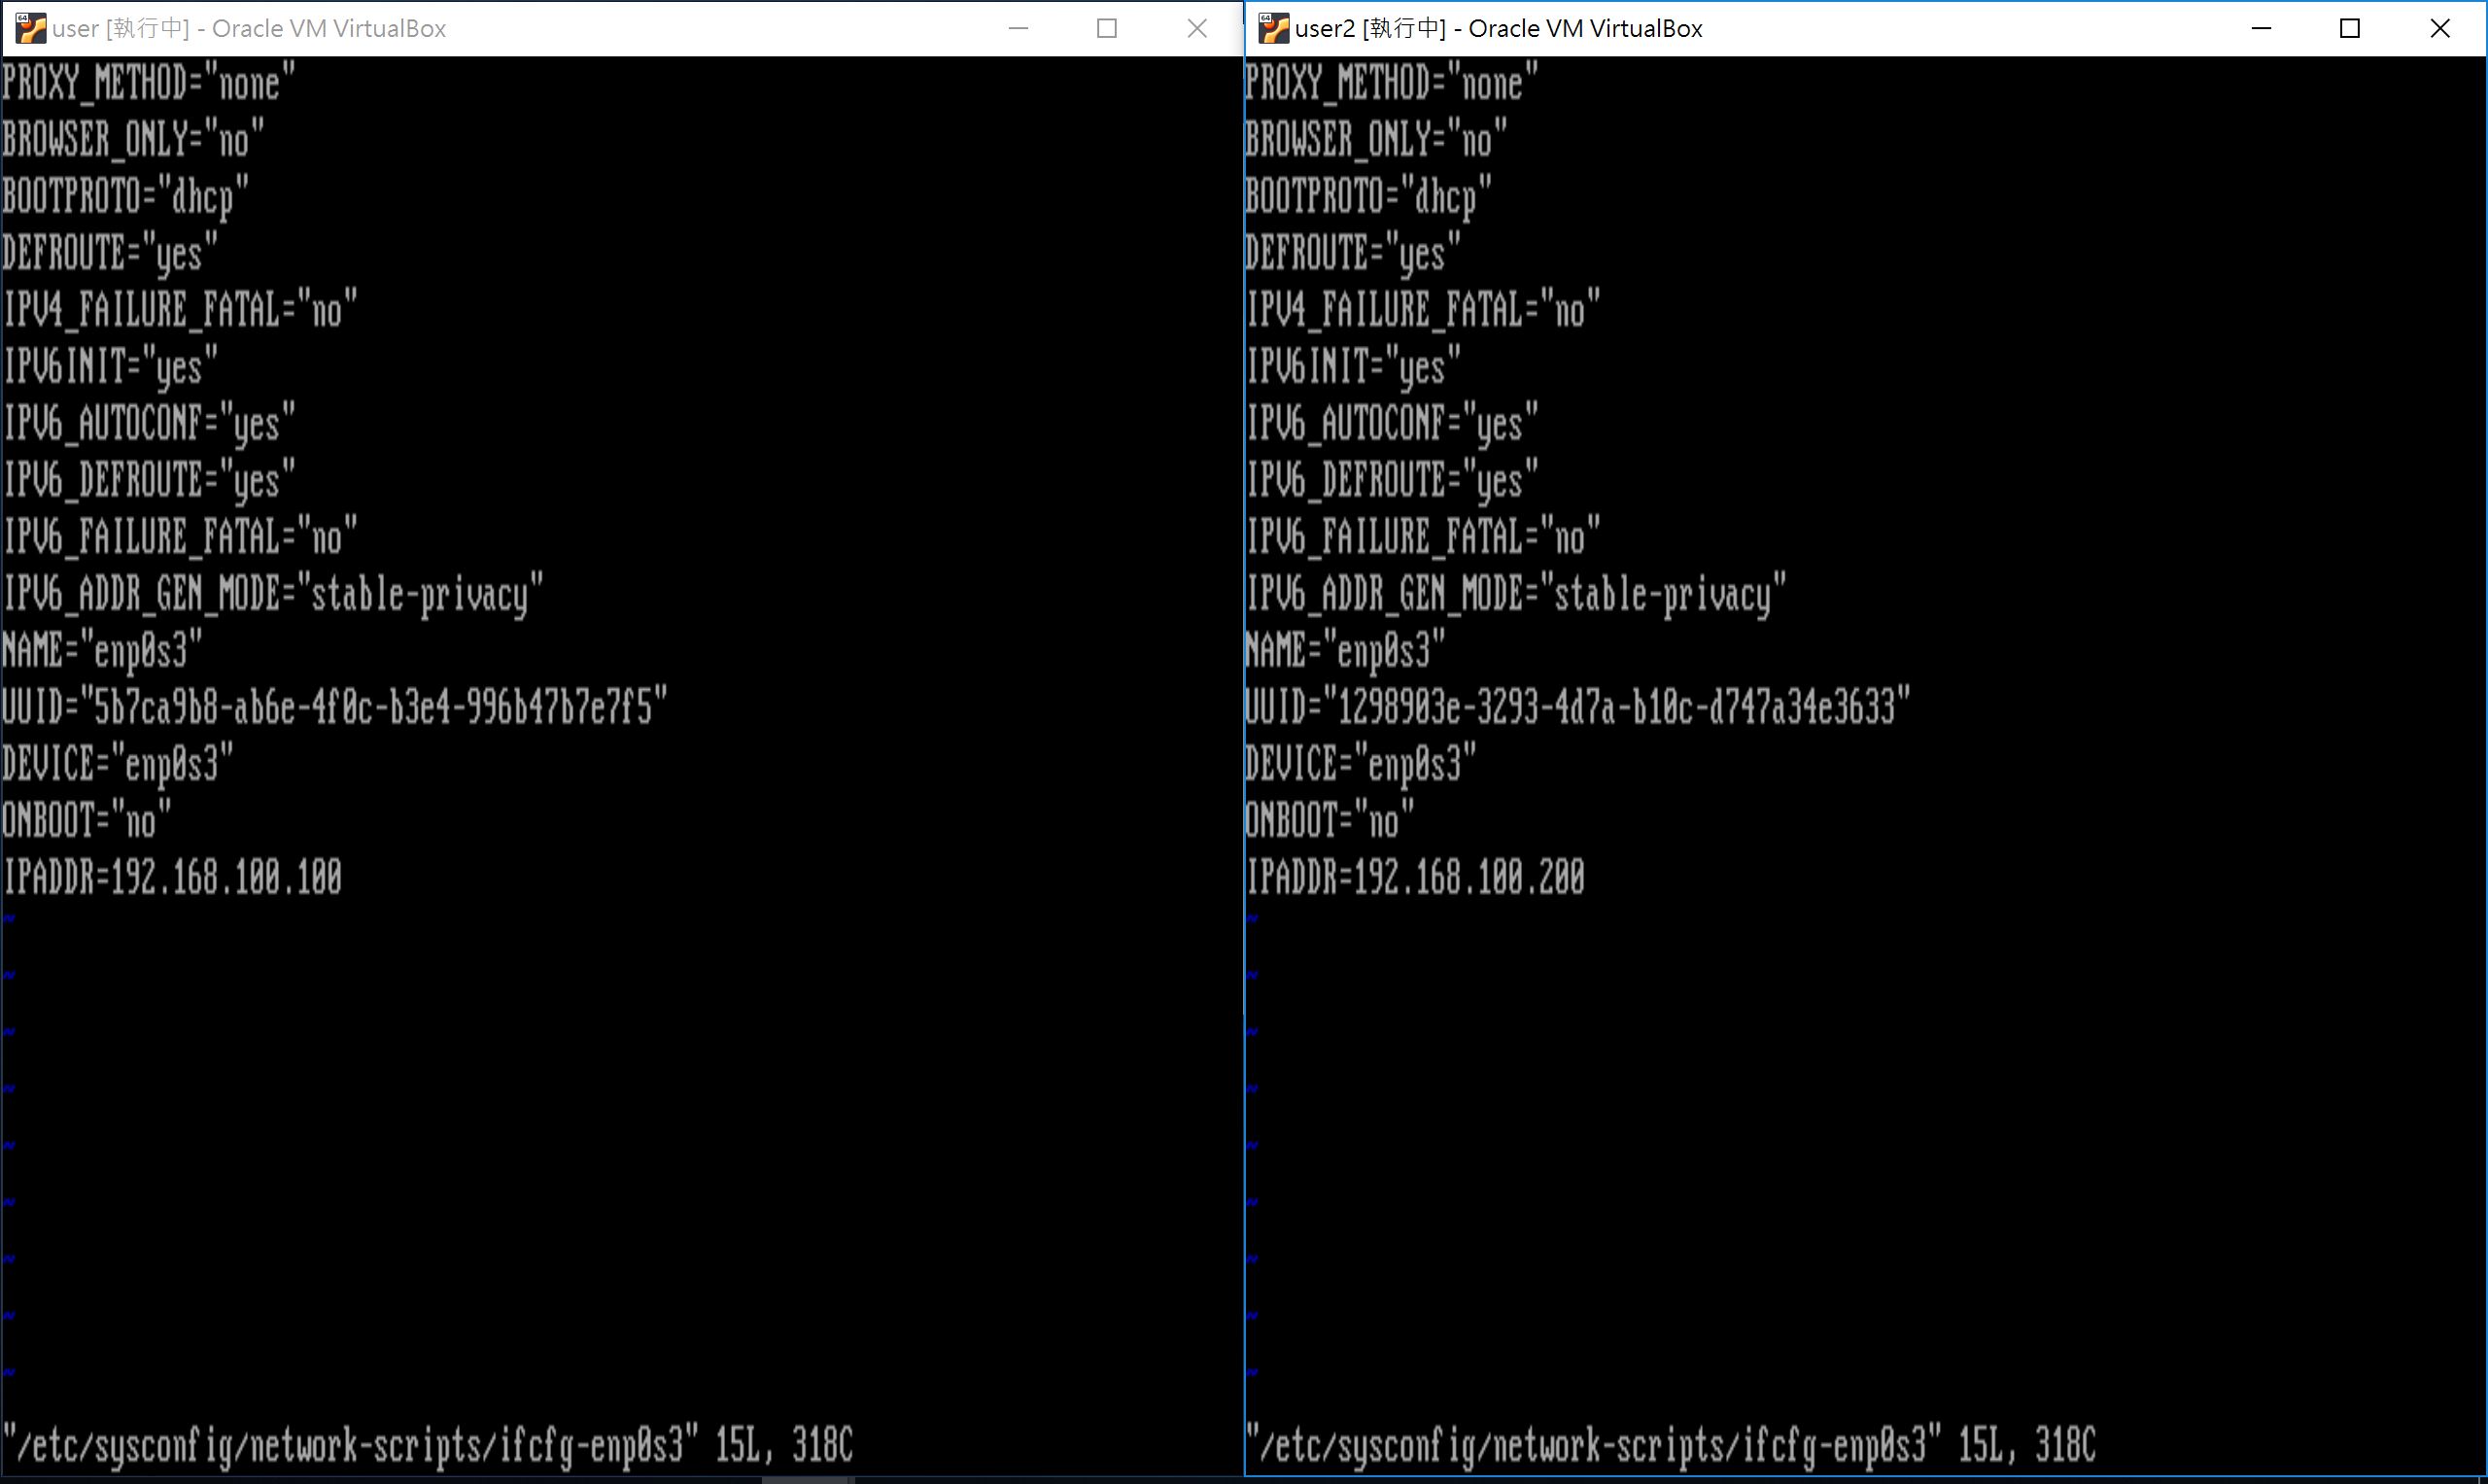 user [執行中] - Oracle VM VirtualBox
PROXY_METHOD="none"
BROWSER_ONLY="no"
BOOTPROTO="dhcp"
DEFROUTE="yes"
IPV4_FAILURE_FATAL="no"
IPV6INIT="yes"
IPV6_AUTOCONF="yes"
IPV6_DEFROUTE="yes"
IPV6_FAILURE_FATAL="no"
IPV6_ADDR_GEN_MODE="stable-privacy"
NAME="enp0s3"
UUID="5b7ca9b8-ab6e-4f0c-b3e4-996b47b7e7f5"
DEVICE="enp0s3"
ONBOOT="no"
IPADDR=192.168.100.100
~
~
~
~
~
~
~
~
~
"/etc/sysconfig/network-scripts/ifcfg-enp0s3" 15L, 318C
user2 [執行中] - Oracle VM VirtualBox
PROXY_METHOD="none"
BROWSER_ONLY="no"
BOOTPROTO="dhcp"
DEFROUTE="yes"
IPV4_FAILURE_FATAL="no"
IPV6INIT="yes"
IPV6_AUTOCONF="yes"
IPV6_DEFROUTE="yes"
IPV6_FAILURE_FATAL="no"
IPV6_ADDR_GEN_MODE="stable-privacy"
NAME="enp0s3"
UUID="1298903e-3293-4d7a-b10c-d747a34e3633"
DEVICE="enp0s3"
ONBOOT="no"
IPADDR=192.168.100.200
~
~
~
~
~
~
~
~
~
"/etc/sysconfig/network-scripts/ifcfg-enp0s3" 15L, 318C